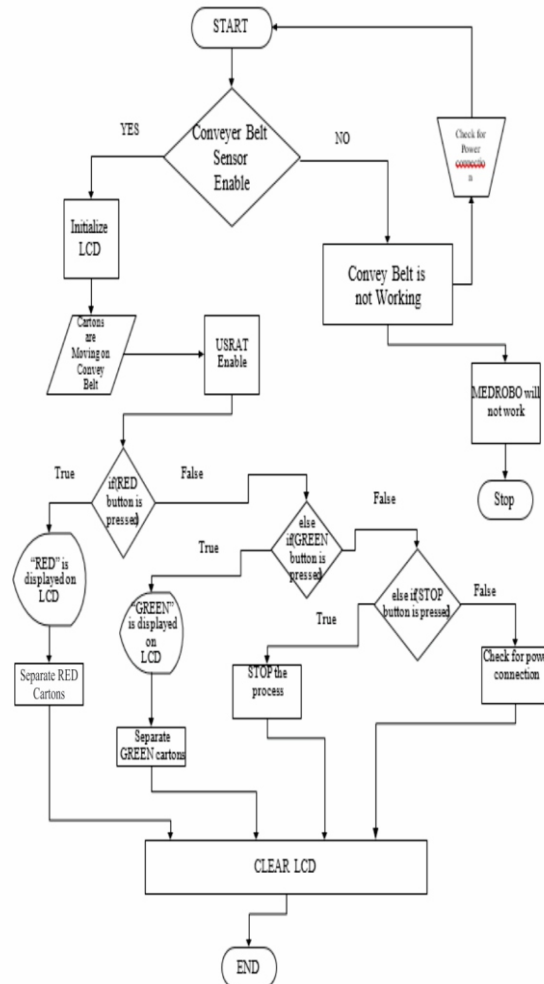 START
YES
Conveyer Belt
Sensor
Enable
NO
Check for
Power
connectio
n
Initialize
LCD
Convey Belt is
not Working
Cartons
are
Moving on
Convey
Belt
USRAT
Enable
MEDROBO will
not work
Stop
True
if(RED
button is
pressed)
False
True
else
if(GREEN
button is
pressed)
False
“RED” is
displayed on
LCD
“GREEN”
is displayed
on
LCD
True
else if(STOP
button is pressed)
False
Separate RED
Cartons
Separate
GREEN cartons
STOP the
process
Check for powe
connection
CLEAR LCD
END